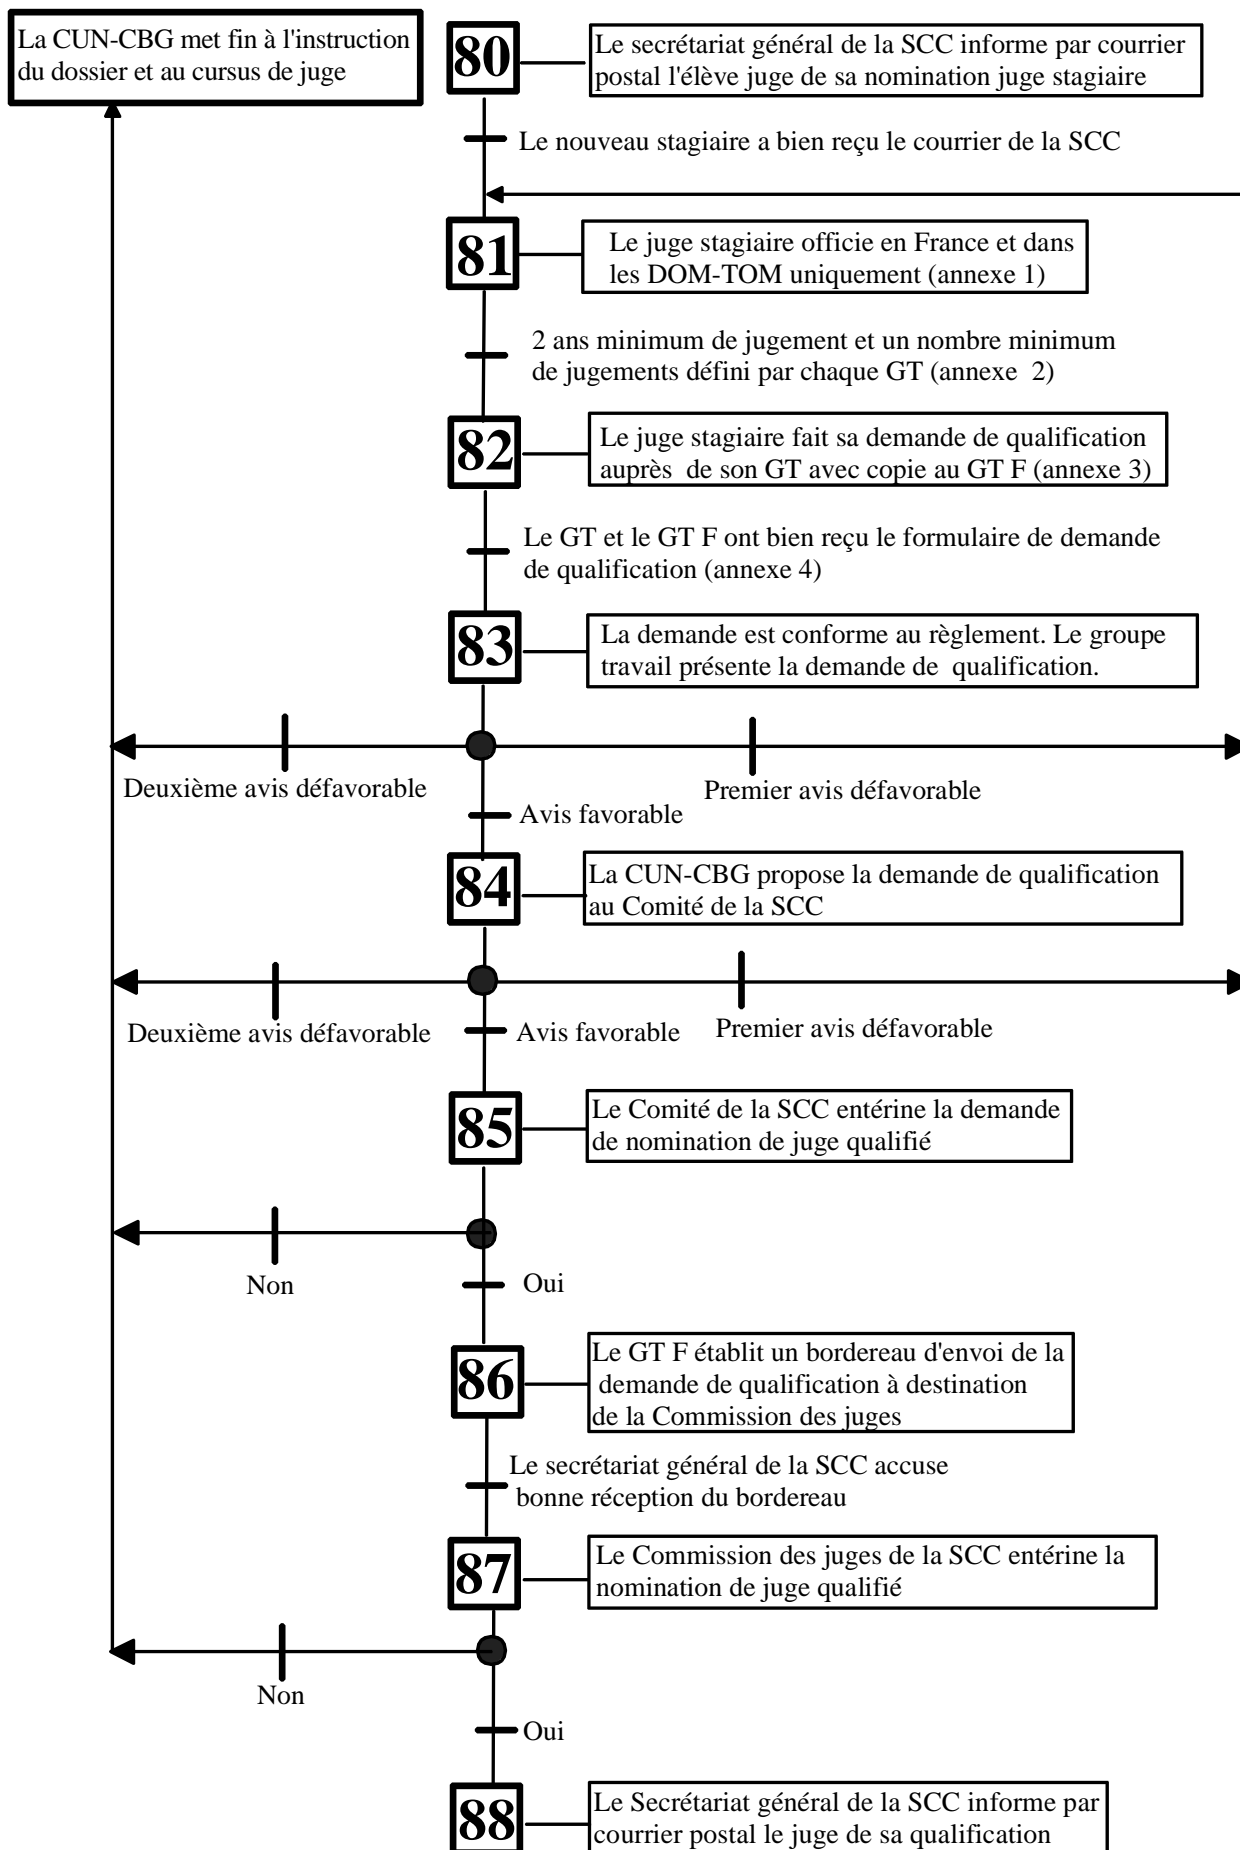 La CUN-CBG met fin à l'instruction
du dossier et au cursus de juge
80
Le secrétariat général de la SCC informe par courrier
postal l'élève juge de sa nomination juge stagiaire
Le nouveau stagiaire a bien reçu le courrier de la SCC
81
Le juge stagiaire officie en France et dans
les DOM-TOM uniquement (annexe 1)
2 ans minimum de jugement et un nombre minimum
de jugements défini par chaque GT (annexe 2)
82
Le juge stagiaire fait sa demande de qualification
auprès de son GT avec copie au GT F (annexe 3)
Le GT et le GT F ont bien reçu le formulaire de demande
de qualification (annexe 4)
83
La demande est conforme au règlement. Le groupe
travail présente la demande de qualification.
Deuxième avis défavorable
Premier avis défavorable
Avis favorable
84
La CUN-CBG propose la demande de qualification
au Comité de la SCC
Deuxième avis défavorable
Avis favorable
Premier avis défavorable
85
Le Comité de la SCC entérine la demande
de nomination de juge qualifié
Non
Oui
86
Le GT F établit un bordereau d'envoi de la
demande de qualification à destination
de la Commission des juges
Le secrétariat général de la SCC accuse
bonne réception du bordereau
87
Le Commission des juges de la SCC entérine la
nomination de juge qualifié
Non
Oui
88
Le Secrétariat général de la SCC informe par
courrier postal le juge de sa qualification